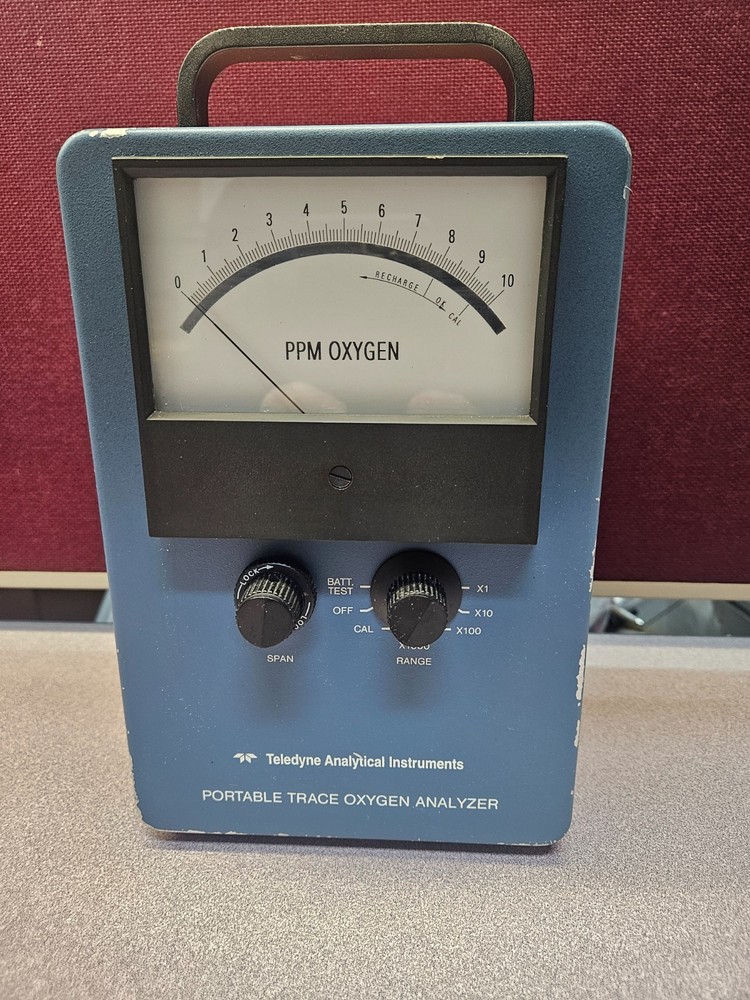 0 1 2 3 4 5 6 7 8 9 10
RECHARGE OK CAL
PPM OXYGEN
LOCK
BATT. TEST
OFF
CAL
X1
X10
X100
X1000
SPAN
RANGE
Teledyne Analytical Instruments
PORTABLE TRACE OXYGEN ANALYZER